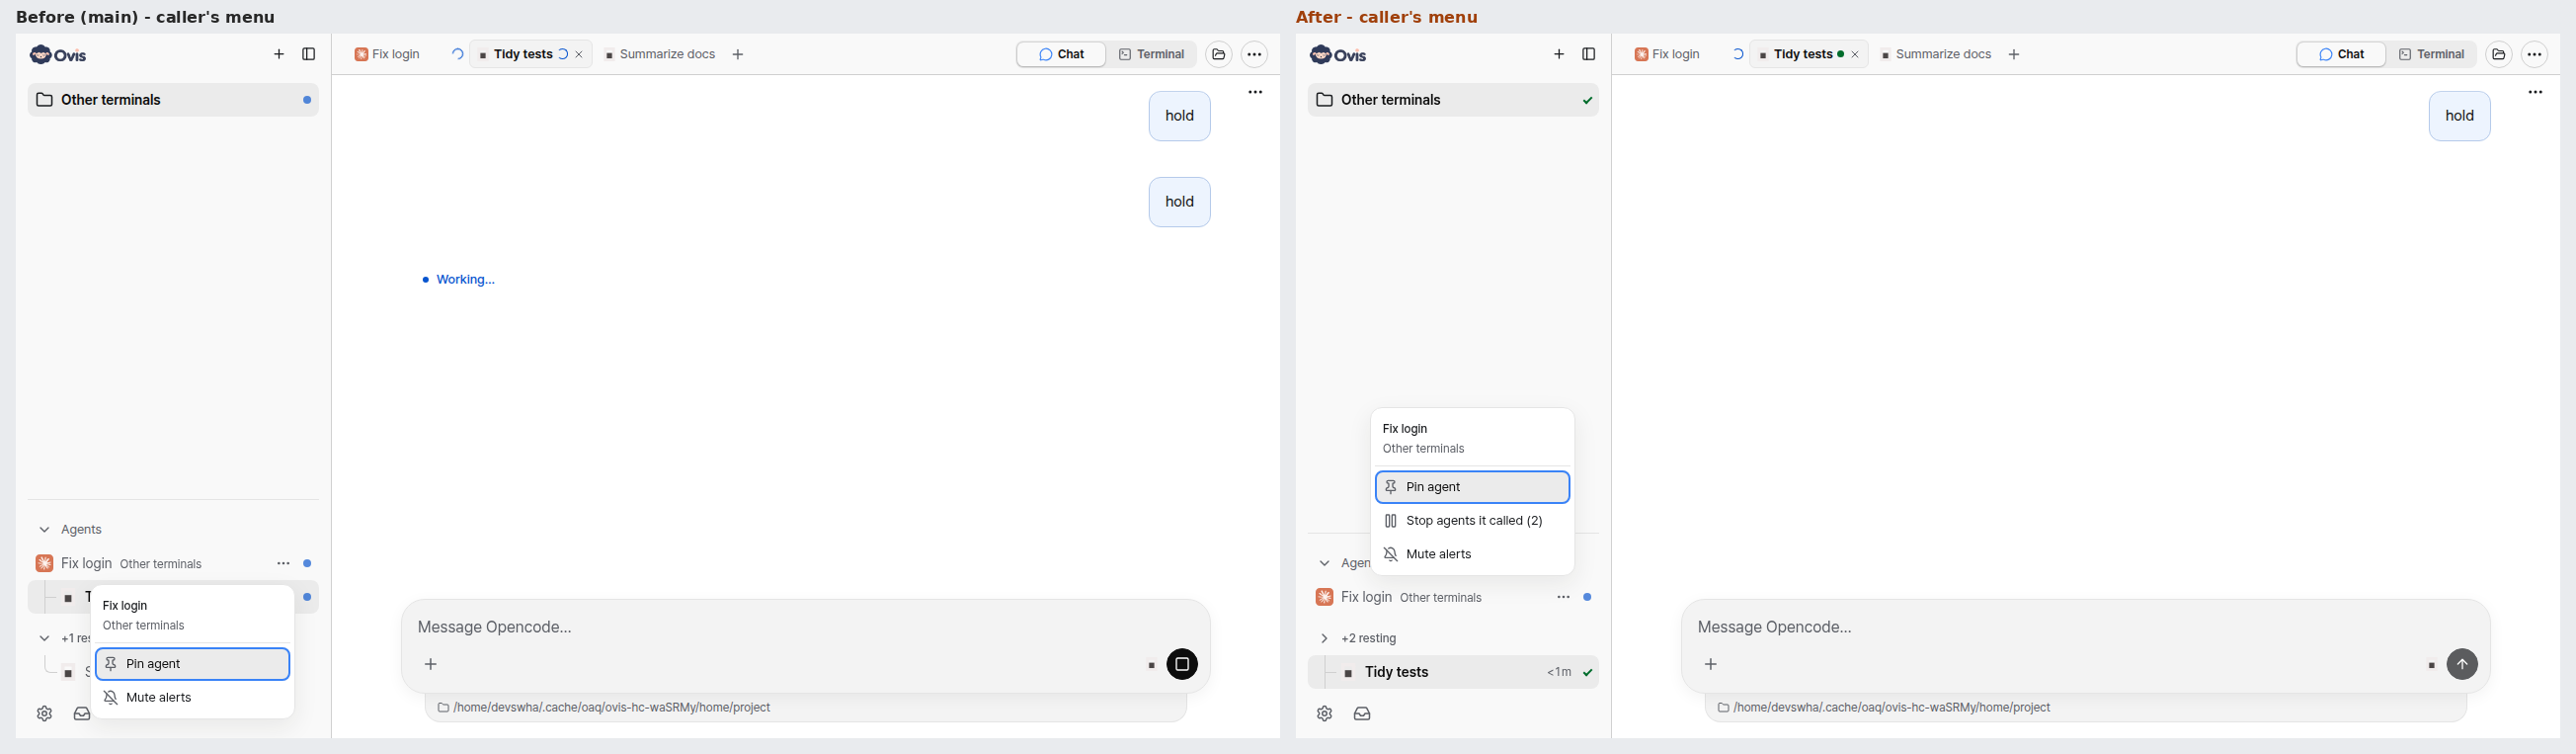 Before (main) - caller's menu
Ovis
Other terminals
Fix login
Tidy tests
Summarize docs
Chat
Terminal
hold
hold
Working...
Agents
Fix login Other terminals
Fix login
Other terminals
Pin agent
Mute alerts
Message Opencode...
/home/devswha/.cache/oaq/ovis-hc-waSRMy/home/project
After - caller's menu
Ovis
Other terminals
Fix login
Tidy tests
Summarize docs
Chat
Terminal
hold
Fix login
Other terminals
Pin agent
Stop agents it called (2)
Mute alerts
Fix login Other terminals
+2 resting
Tidy tests <1m
Message Opencode...
/home/devswha/.cache/oaq/ovis-hc-waSRMy/home/project